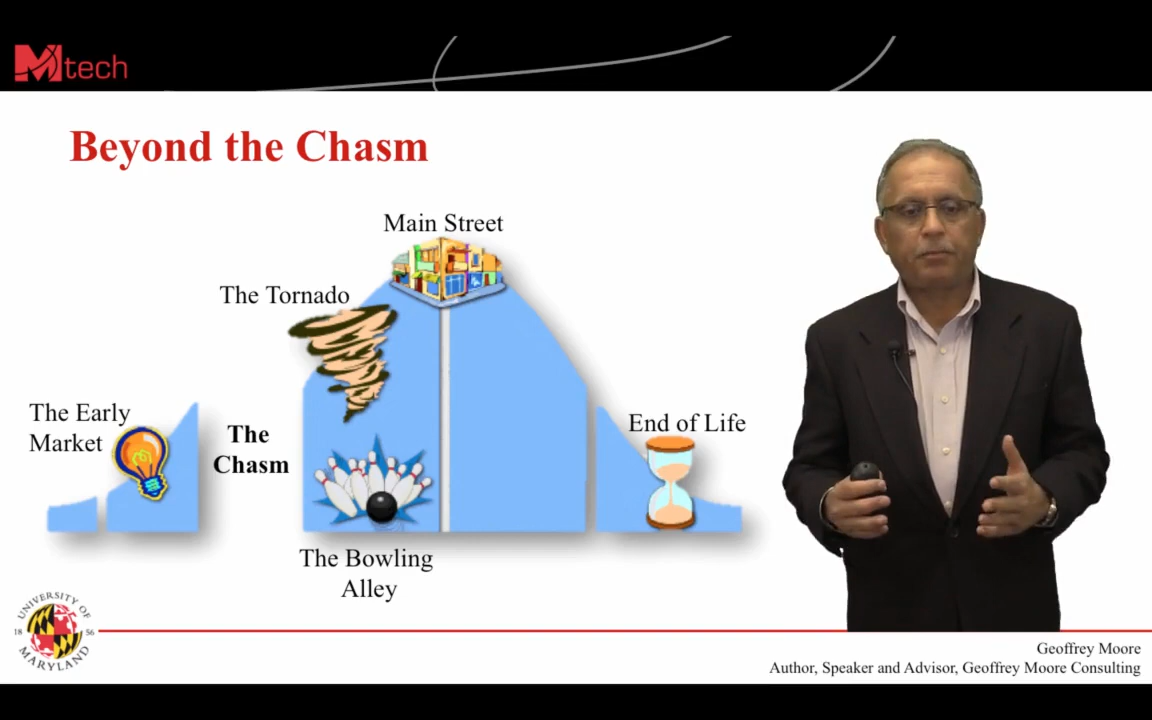 Mtech
Beyond the Chasm
Main Street
The Tornado
The Early
Market
The
Chasm
End of Life
The Bowling
Alley
UNIVERSITY OF
18 56
MARYLAND
Geoffrey Moore
Author, Speaker and Advisor, Geoffrey Moore Consulting